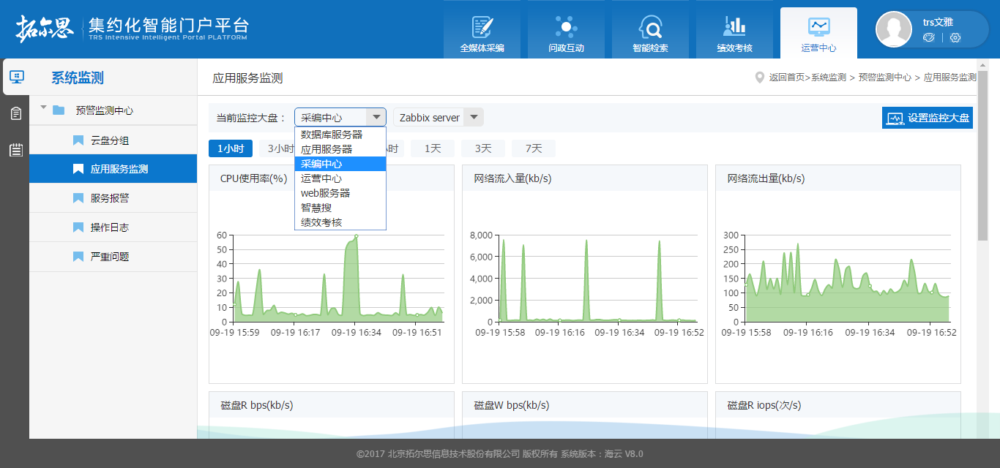 拓尔思 集约化智能门户平台
TRS Intensive Intelligent Portal PLATFORM
全媒体采编 问政互动 智能检索 绩效考核 运营中心
trs文雅
系统监测
预警监测中心
云盘分组
应用服务监测
服务报警
操作日志
严重问题
应用服务监测
返回首页>系统监测 > 预警监测中心 > 应用服务监测
当前监控大盘： 采编中心 Zabbix server 设置监控大盘
数据库服务器
应用服务器
采编中心
运营中心
web服务器
智慧搜
绩效考核
1小时 3小时 时 1天 3天 7天
CPU使用率(%)
60
50
40
30
20
10
0
09-19 15:59 09-19 16:17 09-19 16:34 09-19 16:51
网络流入量(kb/s)
8,000
6,000
4,000
2,000
0
09-19 15:58 09-19 16:16 09-19 16:34 09-19 16:52
网络流出量(kb/s)
300
250
200
150
100
50
0
09-19 15:58 09-19 16:16 09-19 16:34 09-19 16:52
磁盘R bps(kb/s)
磁盘W bps(kb/s)
磁盘R iops(次/s)
©2017 北京拓尔思信息技术股份有限公司 版权所有 系统版本：海云 V8.0